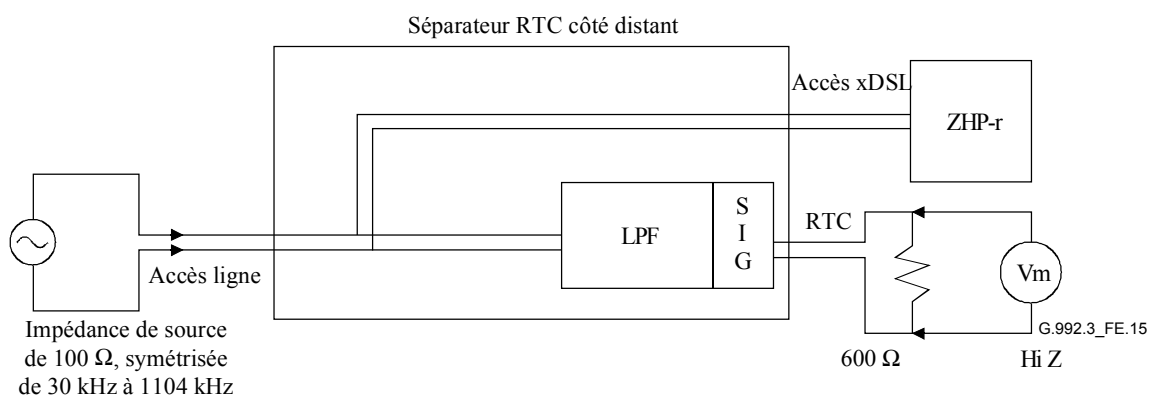 Séparateur RTC côté distant
Accès xDSL
ZHP-r
LPF
S
I
G
RTC
Accès ligne
Vm
G.992.3_FE.15
Impédance de source
de 100 Ω, symétrisée
de 30 kHz à 1104 kHz
600 Ω
Hi Z